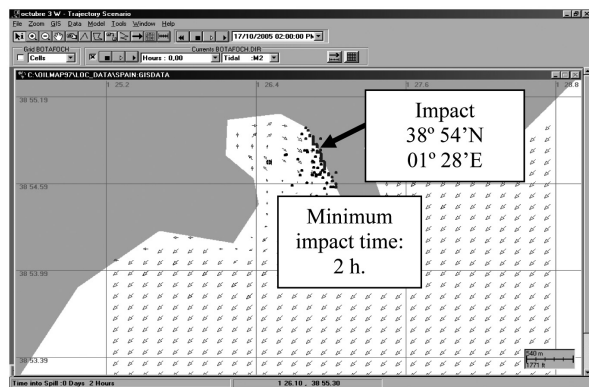 octubre 3 W - Trajectory Scenario
File Zoom GIS Data Model Tools Window Help
17/10/2005 02:00:00 PM
Grid BOTAFOCH
Currents BOTAFOCH.DIR
Cells
Hours : 0,00
Tidal :M2
C:\OILMAP97\LOC_DATA\SPAIN:GISDATA
1 25.2
1 26.4
1 27.6
1 28.8
38 55.19
38 54.59
38 53.99
38 53.39
Impact
38º 54’N
01º 28’E
Minimum
impact time:
2 h.
540 m
1771 ft
Time into Spill :0 Days 2 Hours
1 26.10 , 38 55.30